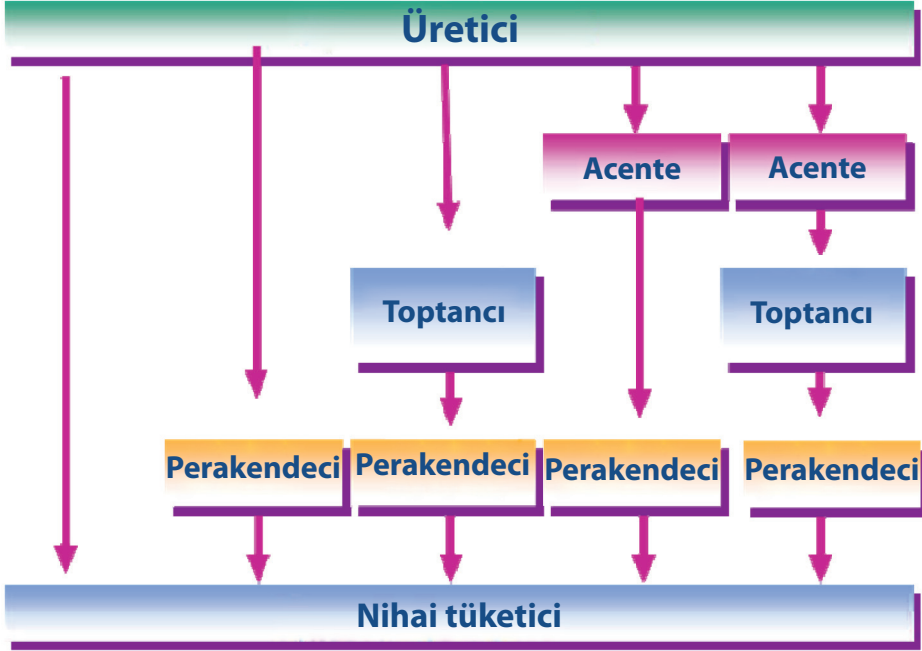 Üretici
Acente
Acente
Toptancı
Toptancı
Perakendeci
Perakendeci
Perakendeci
Perakendeci
Nihai tüketici